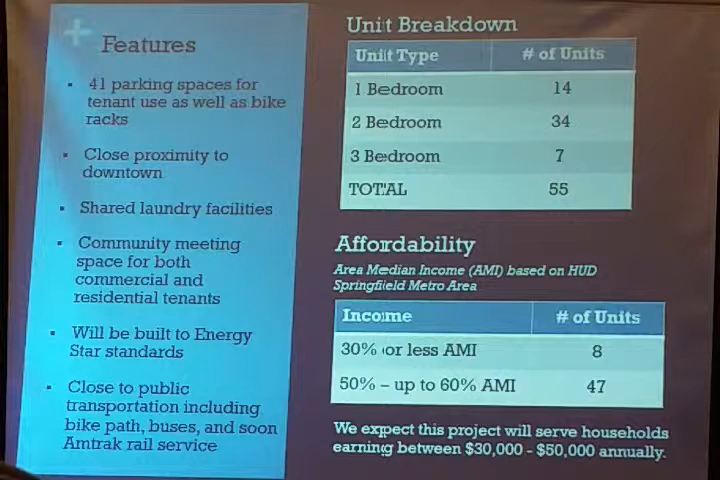 Features
▪ 41 parking spaces for
tenant use as well as bike
racks
▪ Close proximity to
downtown
▪ Shared laundry facilities
▪ Community meeting
space for both
commercial and
residential tenants
▪ Will be built to Energy
Star standards
▪ Close to public
transportation including
bike path, buses, and soon
Amtrak rail service
Unit Breakdown
Unit Type # of Units
1 Bedroom 14
2 Bedroom 34
3 Bedroom 7
TOTAL 55
Affordability
Area Median Income (AMI) based on HUD
Springfield Metro Area
Income # of Units
30% or less AMI 8
50% – up to 60% AMI 47
We expect this project will serve households
earning between $30,000 - $50,000 annually.